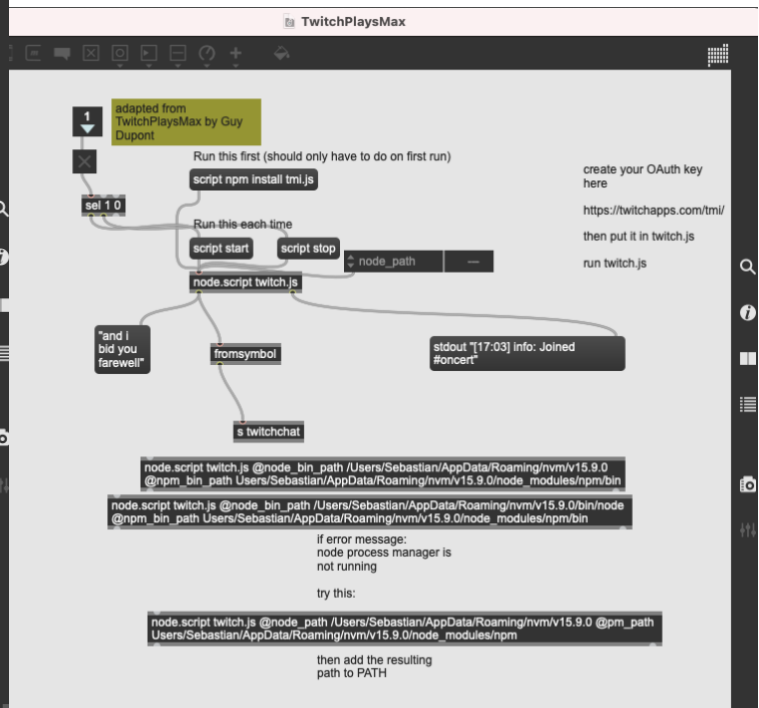 TwitchPlaysMax
1
adapted from
TwitchPlaysMax by Guy
Dupont
Run this first (should only have to do on first run)
script npm install tmi.js
create your OAuth key
here
sel 1 0
https://twitchapps.com/tmi/
Run this each time
then put it in twitch.js
script start
script stop
node_path
—
run twitch.js
node.script twitch.js
"and i
bid you
farewell"
fromsymbol
stdout "[17:03] info: Joined
#oncert"
s twitchchat
node.script twitch.js @node_bin_path /Users/Sebastian/AppData/Roaming/nvm/v15.9.0
@npm_bin_path Users/Sebastian/AppData/Roaming/nvm/v15.9.0/node_modules/npm/bin
node.script twitch.js @node_bin_path /Users/Sebastian/AppData/Roaming/nvm/v15.9.0/bin/node
@npm_bin_path Users/Sebastian/AppData/Roaming/nvm/v15.9.0/node_modules/npm/bin
if error message:
node process manager is
not running
try this:
node.script twitch.js @node_path /Users/Sebastian/AppData/Roaming/nvm/v15.9.0 @pm_path
Users/Sebastian/AppData/Roaming/nvm/v15.9.0/node_modules/npm
then add the resulting
path to PATH